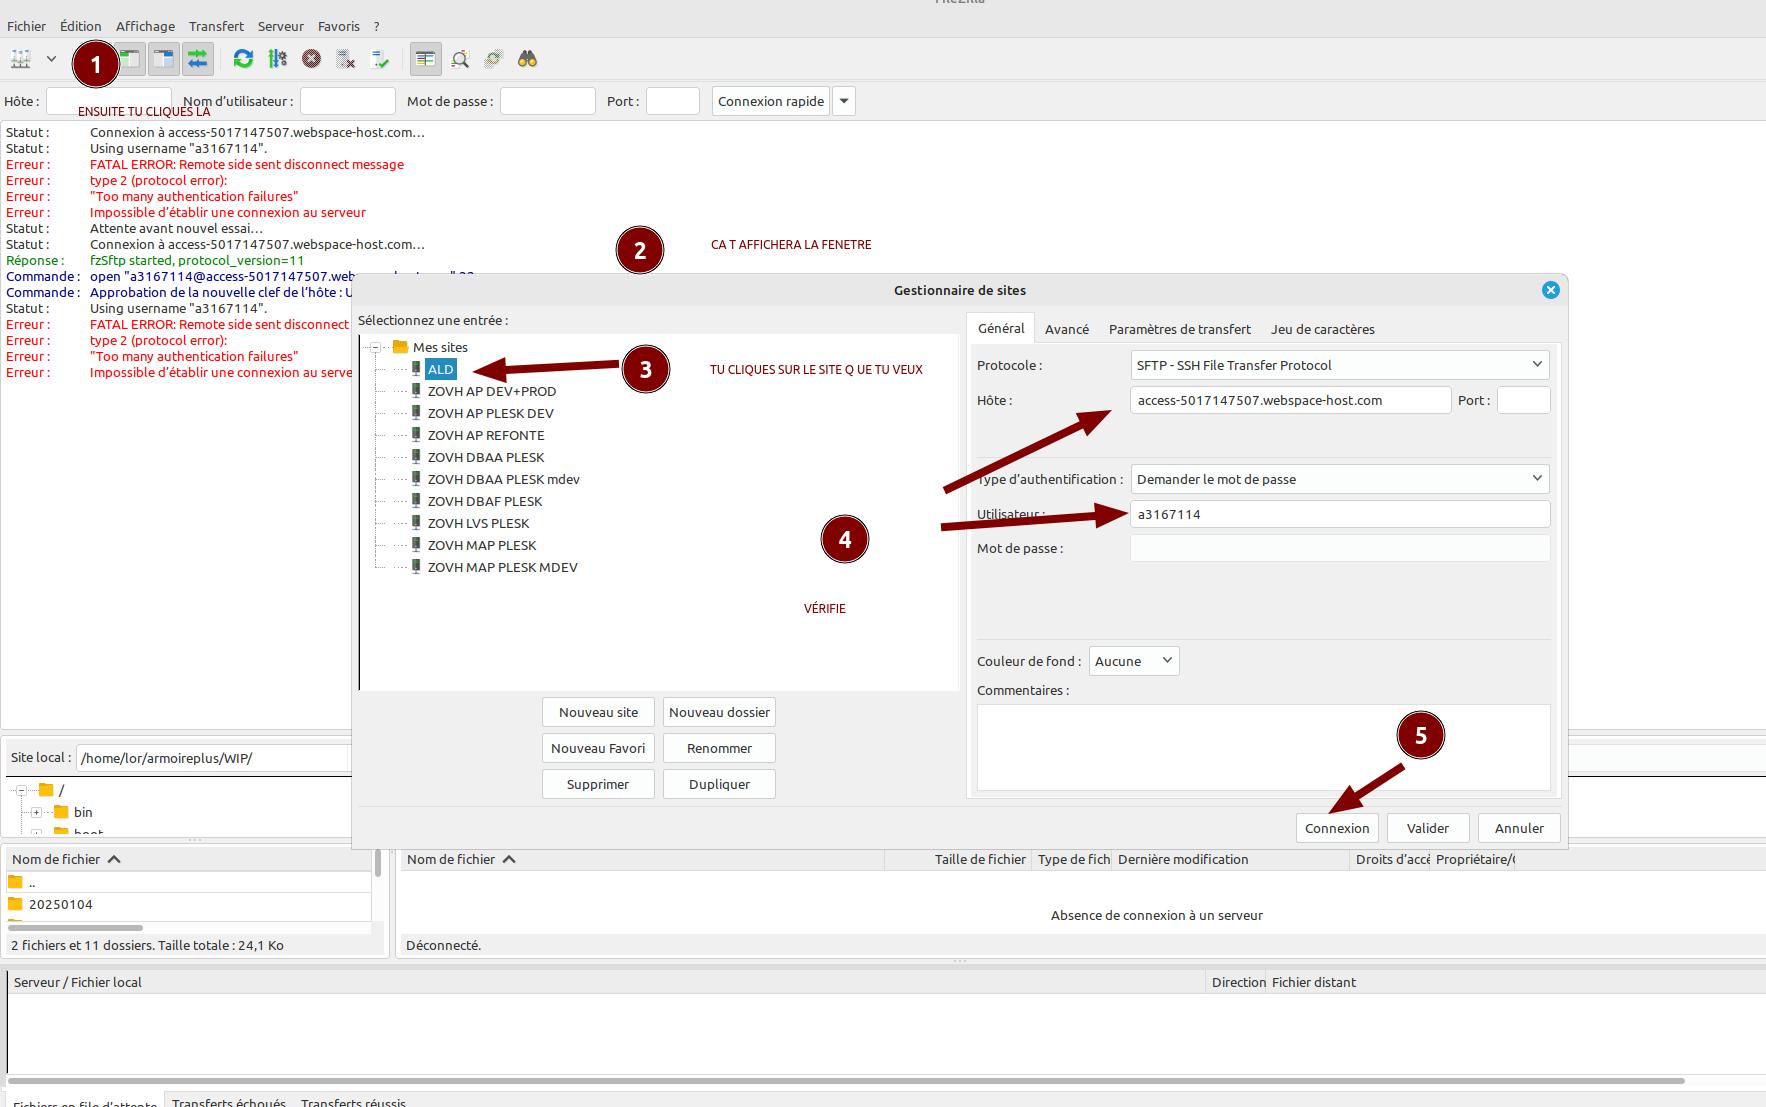 Fichier Édition Affichage Transfert Serveur Favoris ?
1
Hôte : Nom d'utilisateur : Mot de passe : Port : Connexion rapide
ENSUITE TU CLIQUES LA
Statut : Connexion à access-5017147507.webspace-host.com...
Statut : Using username "a3167114".
Erreur : FATAL ERROR: Remote side sent disconnect message
Erreur : type 2 (protocol error):
Erreur : "Too many authentication failures"
Erreur : Impossible d'établir une connexion au serveur
Statut : Attente avant nouvel essai...
Statut : Connexion à access-5017147507.webspace-host.com...
Réponse : fzSftp started, protocol_version=11
Commande : open "a3167114@access-5017147507.web
Commande : Approbation de la nouvelle clef de l'hôte : U
Statut : Using username "a3167114".
Erreur : FATAL ERROR: Remote side sent disconnect
Erreur : type 2 (protocol error):
Erreur : "Too many authentication failures"
Erreur : Impossible d'établir une connexion au serve
2
CA T AFFICHERA LA FENETRE
Gestionnaire de sites
Sélectionnez une entrée :
Mes sites
ALD
ZOVH AP DEV+PROD
ZOVH AP PLESK DEV
ZOVH AP REFONTE
ZOVH DBAA PLESK
ZOVH DBAA PLESK mdev
ZOVH DBAF PLESK
ZOVH LVS PLESK
ZOVH MAP PLESK
ZOVH MAP PLESK MDEV
3
TU CLIQUES SUR LE SITE Q UE TU VEUX
4
VÉRIFIE
Nouveau site Nouveau dossier
Nouveau Favori Renommer
Supprimer Dupliquer
Général Avancé Paramètres de transfert Jeu de caractères
Protocole : SFTP - SSH File Transfer Protocol
Hôte : access-5017147507.webspace-host.com Port :
Type d'authentification : Demander le mot de passe
Utilisateur : a3167114
Mot de passe :
Couleur de fond : Aucune
Commentaires :
5
Connexion Valider Annuler
Site local : /home/lor/armoireplus/WIP/
/
bin
boot
Nom de fichier
..
20250104
2 fichiers et 11 dossiers. Taille totale : 24,1 Ko
Nom de fichier Taille de fichier Type de fich Dernière modification Droits d'accè Propriétaire/
Absence de connexion à un serveur
Déconnecté.
Serveur / Fichier local Direction Fichier distant
Fichiers en file d'attente Transferts échoués Transferts réussis